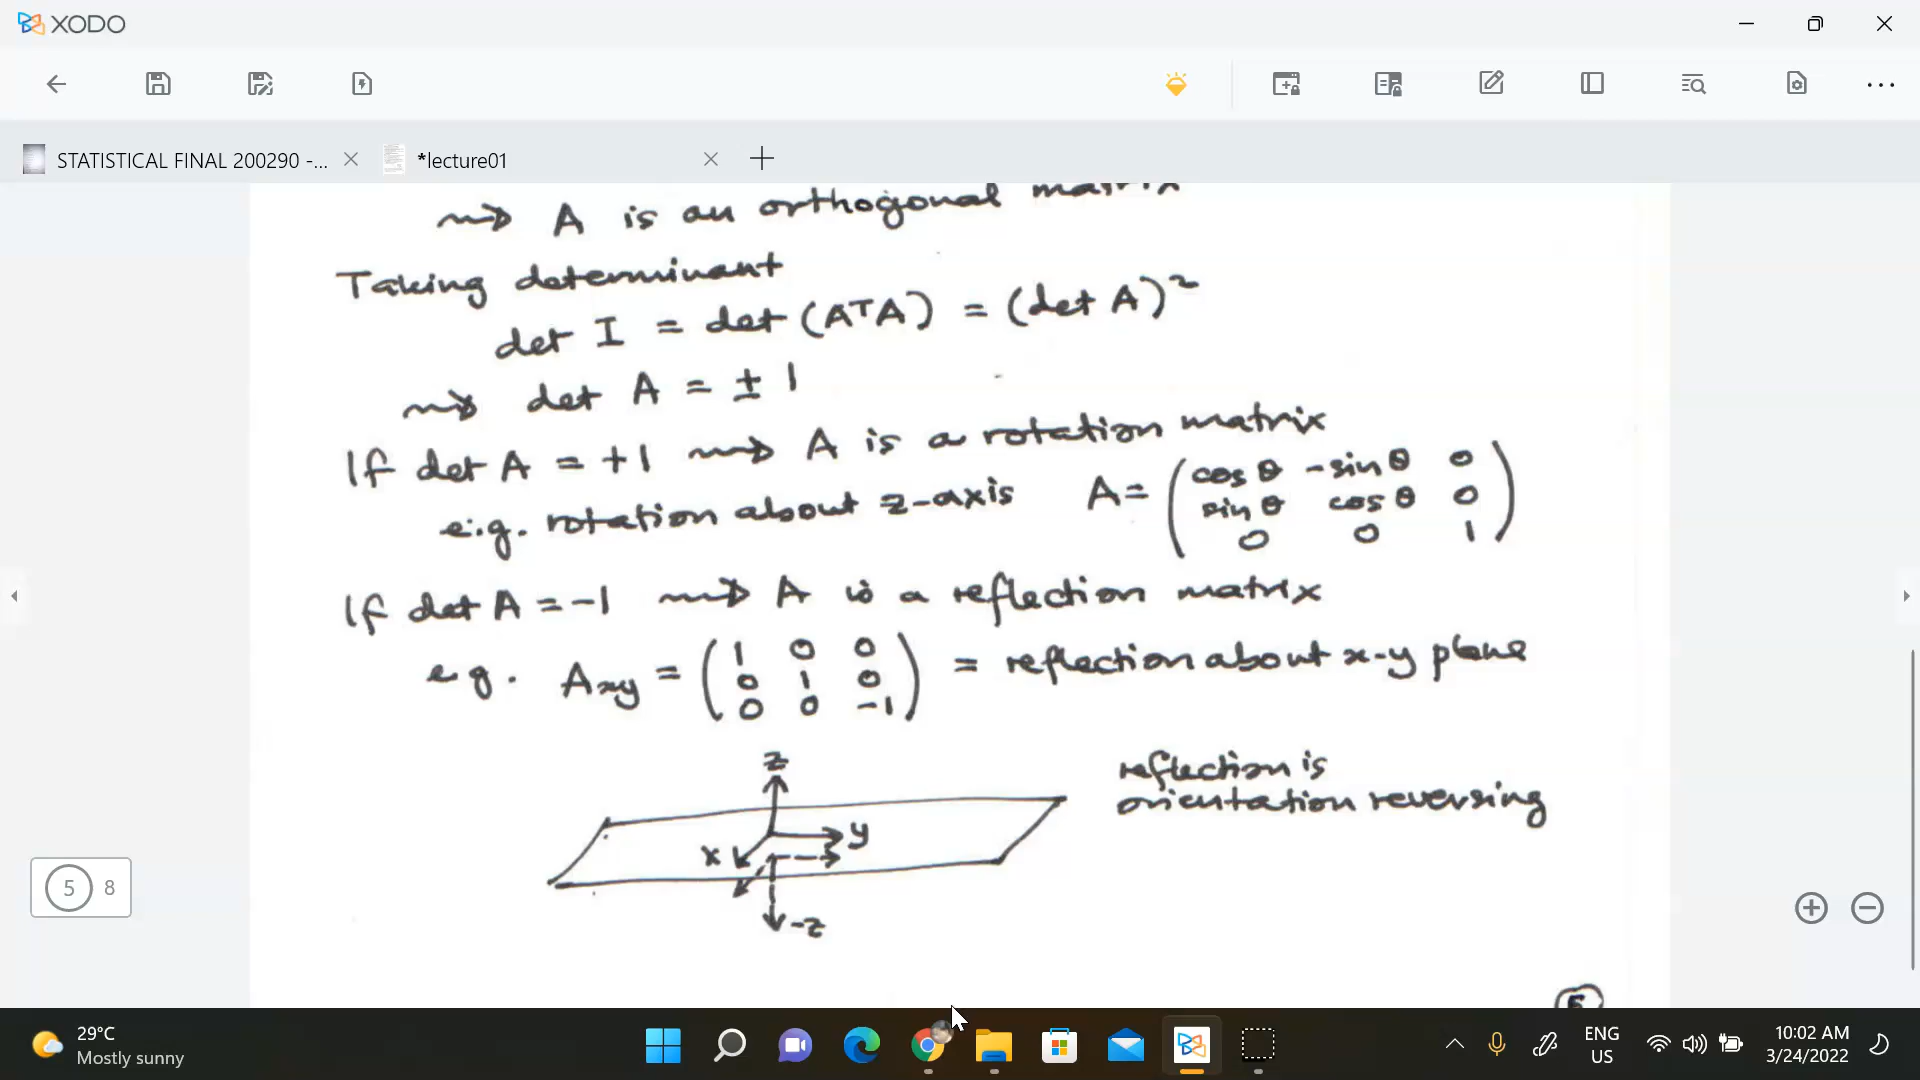 XODO
STATISTICAL FINAL 200290 -...
*lecture01
⟿ A is an orthogonal matrix
Taking determinant
det I = det (AᵀA) = (det A)²
⟿ det A = ± 1
If det A = +1 ⟿ A is a rotation matrix
e.g. rotation about z-axis A =
cos θ -sin θ 0
sin θ cos θ 0
0 0 1
If det A = -1 ⟿ A is a reflection matrix
e.g. Axy =
1 0 0
0 1 0
0 0 -1
= reflection about x-y plane
z
reflection is
orientation reversing
y
x
-z
5 8
5
29°C
Mostly sunny
ENG
US
10:02 AM
3/24/2022